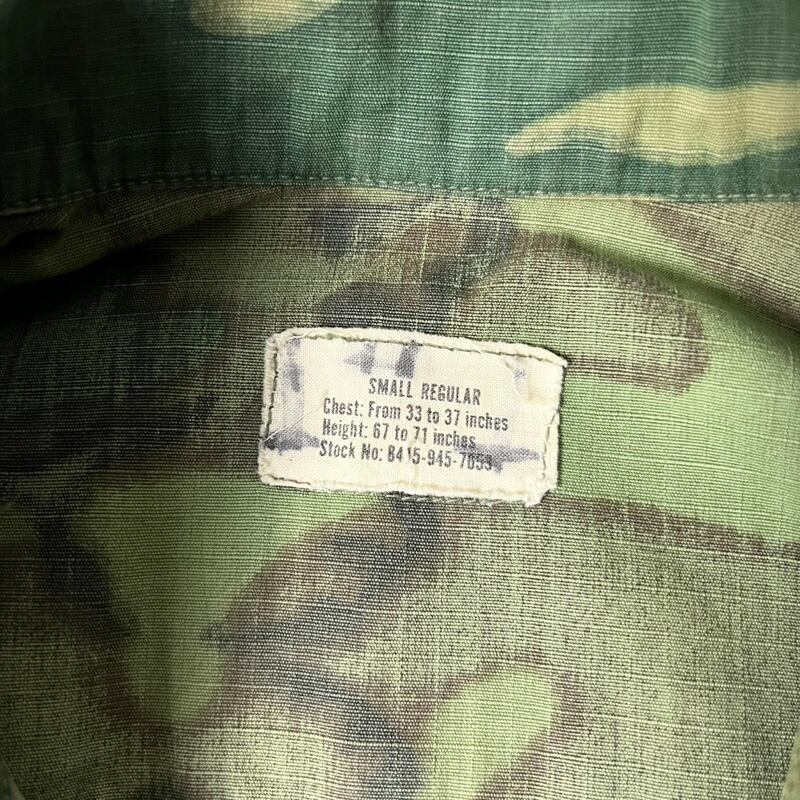 SMALL REGULAR
Chest: From 33 to 37 inches
Height: 67 to 71 inches
Stock No: 8415-945-7053